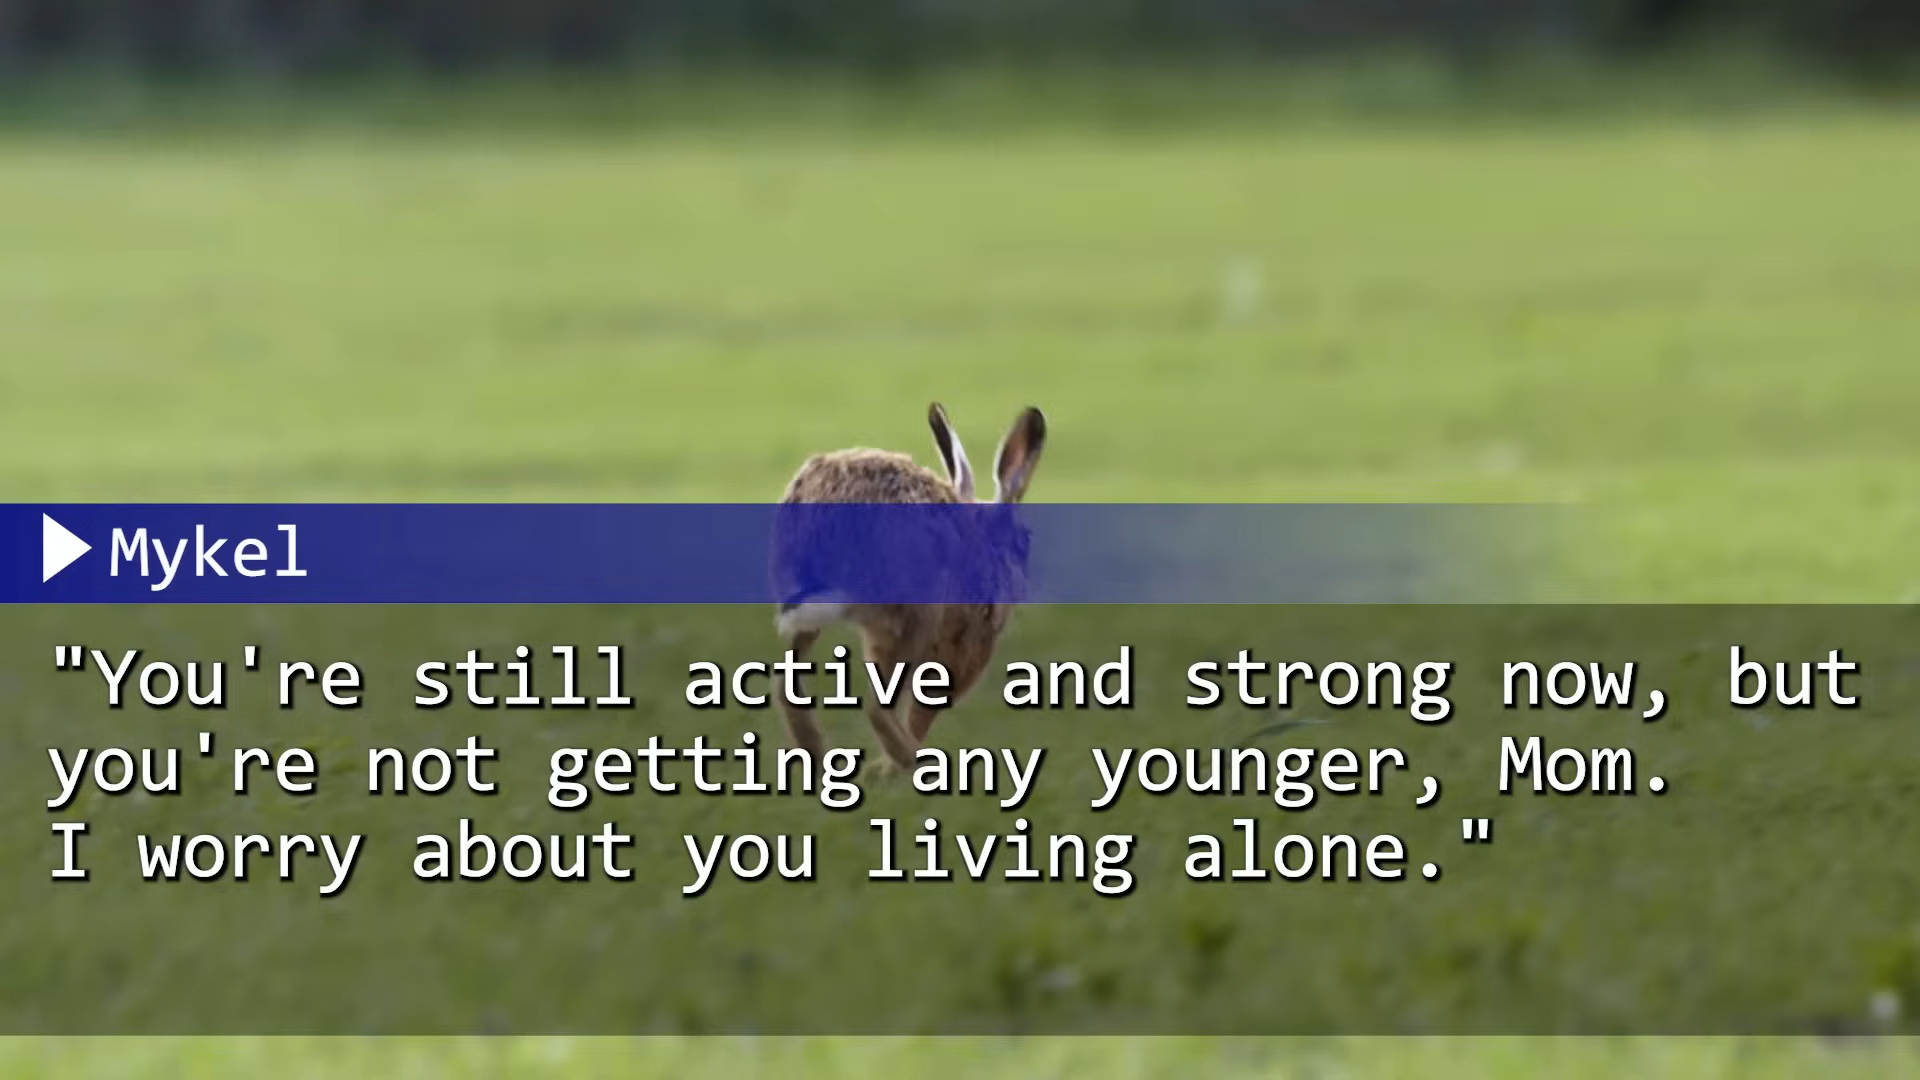 Mykel
"You're still active and strong now, but
you're not getting any younger, Mom.
I worry about you living alone."